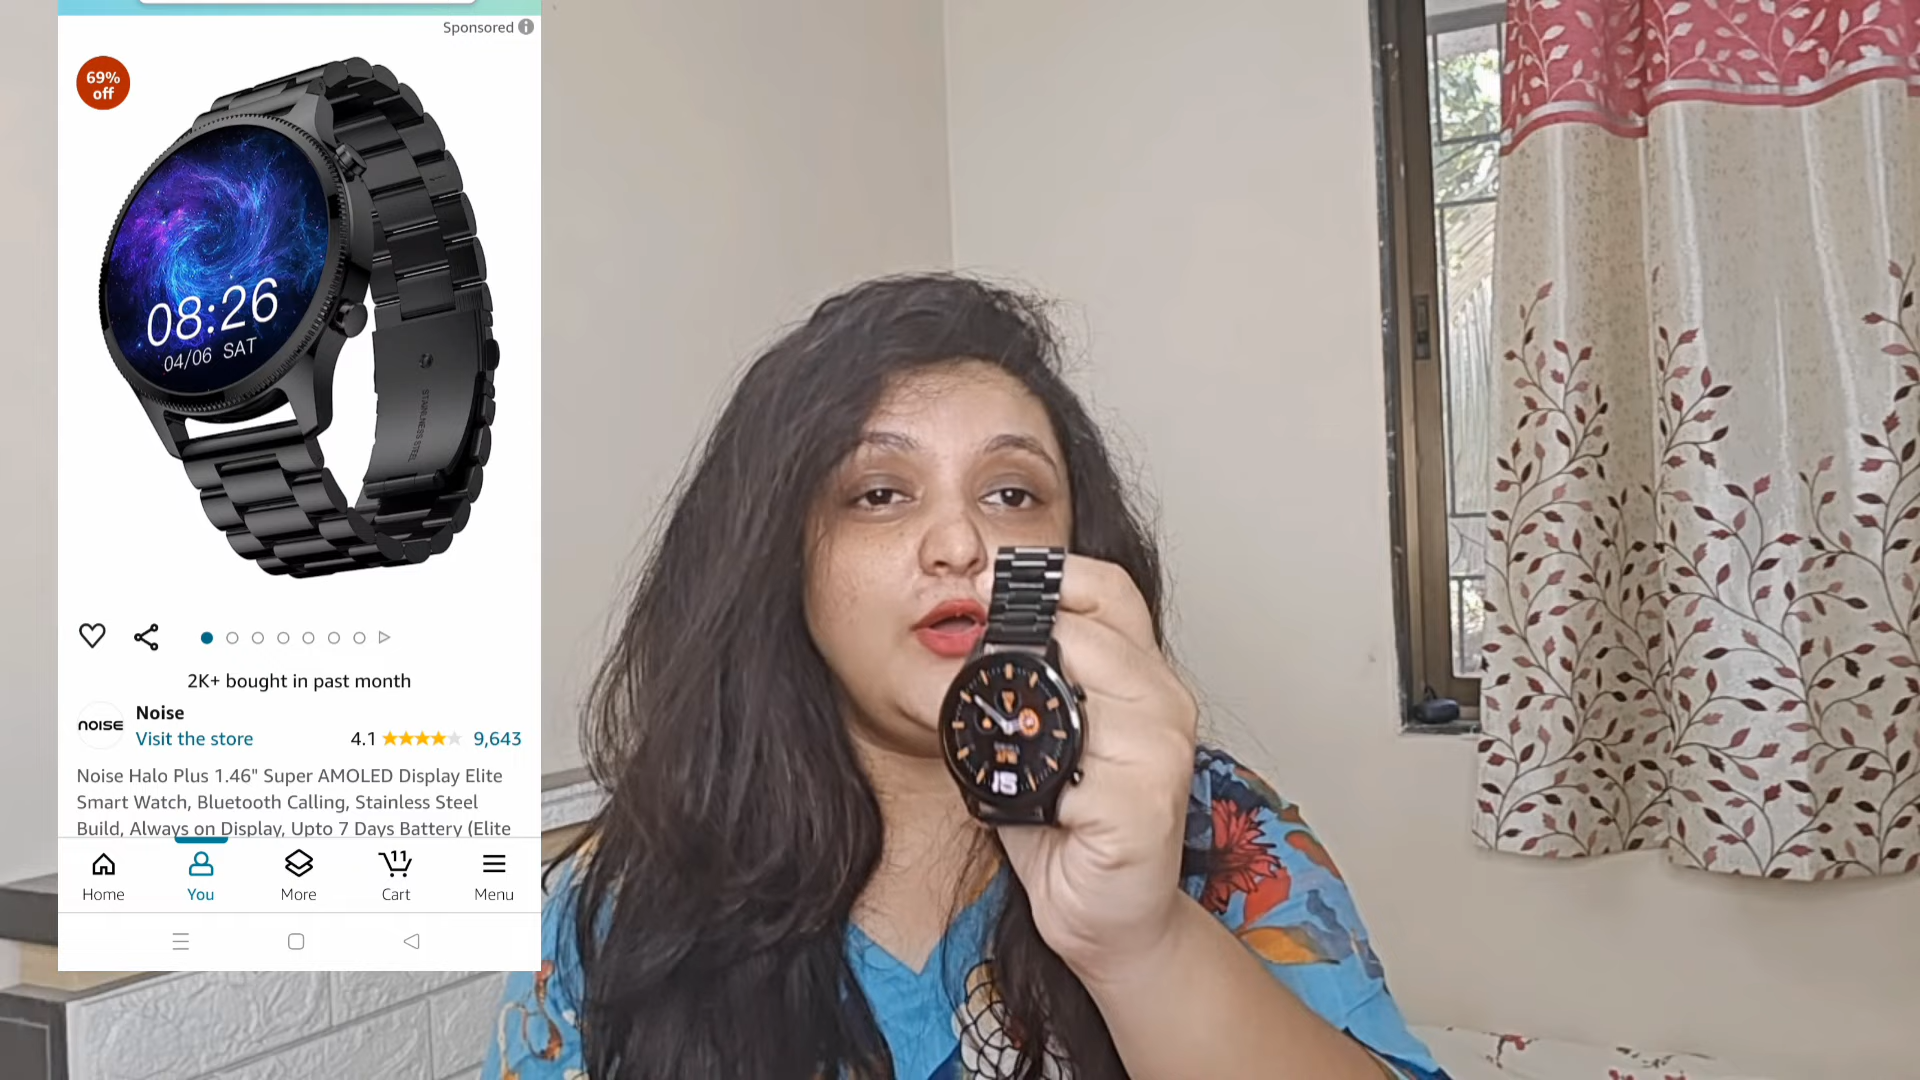 Sponsored
69%
off
08:26
04/06 SAT
STAINLESS STEEL
2K+ bought in past month
noise
Noise
Visit the store
4.1
9,643
Noise Halo Plus 1.46" Super AMOLED Display Elite
Smart Watch, Bluetooth Calling, Stainless Steel
Build, Always on Display, Upto 7 Days Battery (Elite
11
Home
You
More
Cart
Menu